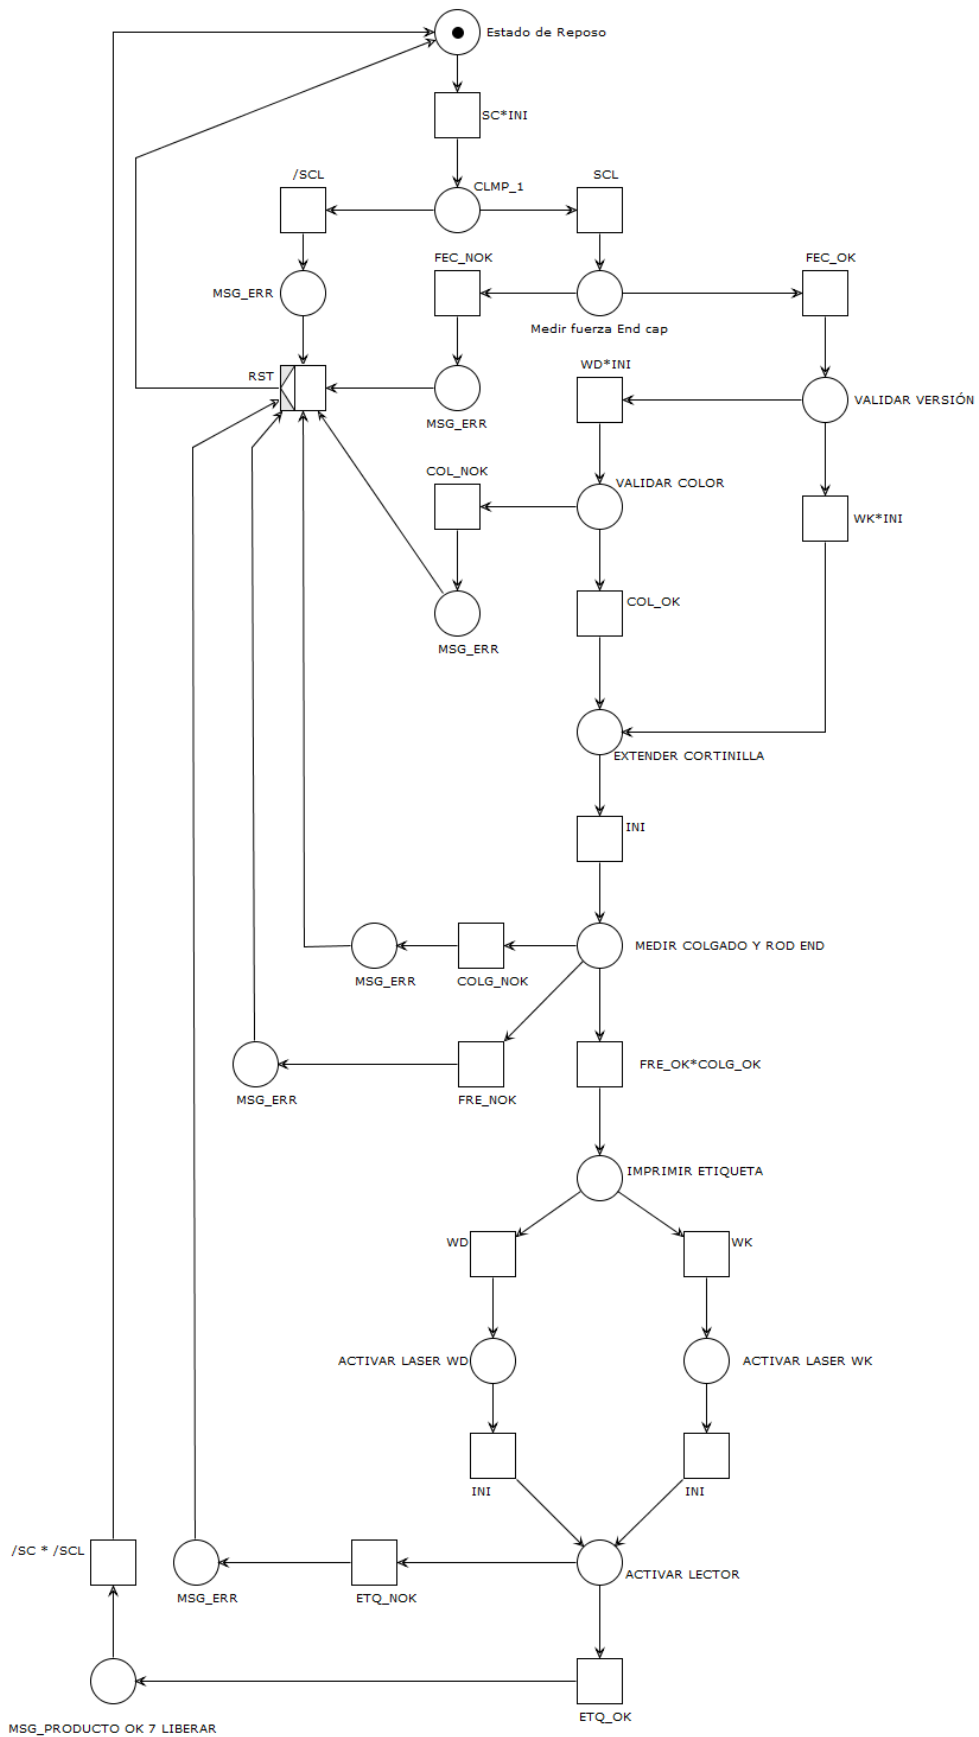 Estado de Reposo
SC*INI
/SCL
CLMP_1
SCL
FEC_NOK
FEC_OK
MSG_ERR
Medir fuerza End cap
WD*INI
RST
VALIDAR VERSIÓN
MSG_ERR
COL_NOK
VALIDAR COLOR
WK*INI
COL_OK
MSG_ERR
EXTENDER CORTINILLA
INI
MEDIR COLGADO Y ROD END
MSG_ERR
COLG_NOK
FRE_OK*COLG_OK
MSG_ERR
FRE_NOK
IMPRIMIR ETIQUETA
WD
WK
ACTIVAR LASER WD
ACTIVAR LASER WK
INI
INI
/SC * /SCL
ACTIVAR LECTOR
MSG_ERR
ETQ_NOK
ETQ_OK
MSG_PRODUCTO OK 7 LIBERAR